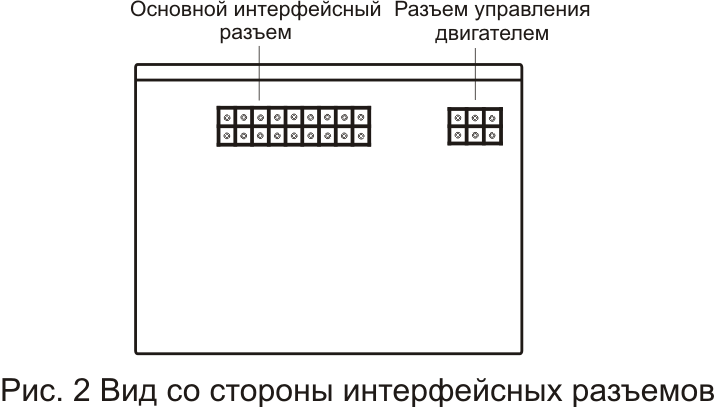 Основной интерфейсный
разъем
Разъем управления
двигателем
Рис. 2 Вид со стороны интерфейсных разъемов